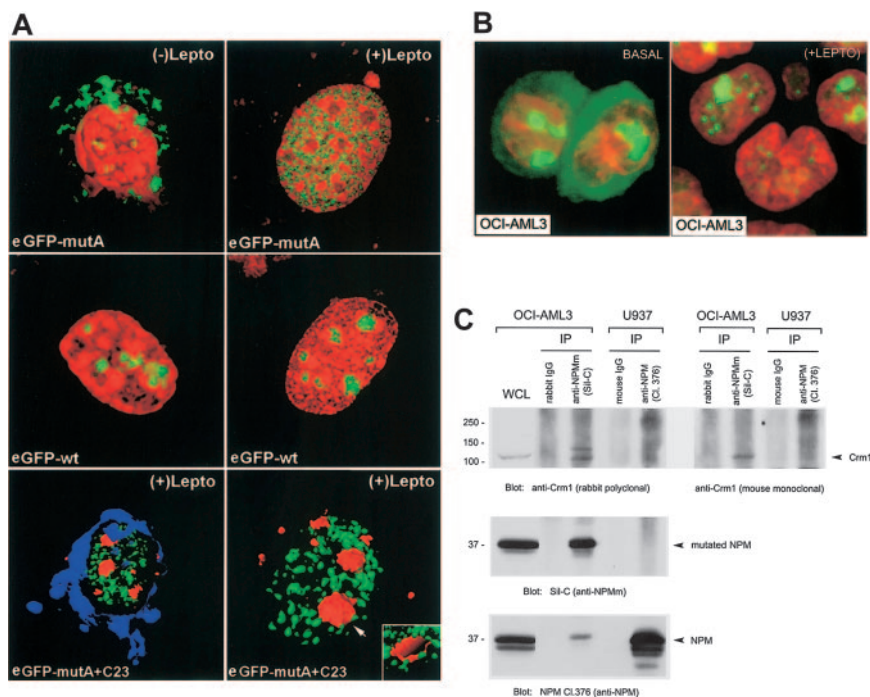 A
(-)Lepto
(+)Lepto
eGFP-mutA
eGFP-mutA
eGFP-wt
eGFP-wt
(+)Lepto
(+)Lepto
eGFP-mutA+C23
eGFP-mutA+C23
B
BASAL
(+LEPTO)
OCI-AML3
OCI-AML3
C
OCI-AML3
U937
OCI-AML3
U937
IP
IP
IP
IP
WCL
rabbit IgG
anti-NPMm (Sil-C)
mouse IgG
anti-NPM (Cl. 376)
rabbit IgG
anti-NPMm (Sil-C)
mouse IgG
anti-NPM (Cl. 376)
250 -
150 -
100 -
Crm1
Blot: anti-Crm1 (rabbit polyclonal)
anti-Crm1 (mouse monoclonal)
37 -
mutated NPM
Blot: Sil-C (anti-NPMm)
37 -
NPM
Blot: NPM Cl.376 (anti-NPM)